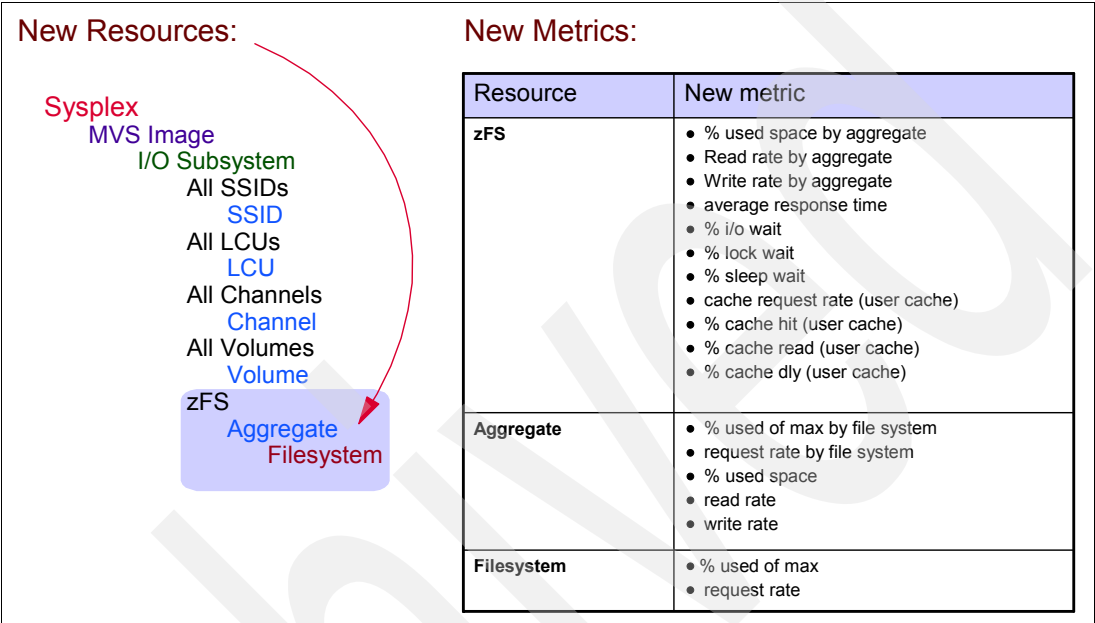 New Resources:
Sysplex
MVS Image
I/O Subsystem
All SSIDs
SSID
All LCUs
LCU
All Channels
Channel
All Volumes
Volume
zFS
Aggregate
Filesystem
New Metrics:
Resource New metric
zFS
● % used space by aggregate
● Read rate by aggregate
● Write rate by aggregate
● average response time
● % i/o wait
● % lock wait
● % sleep wait
● cache request rate (user cache)
● % cache hit (user cache)
● % cache read (user cache)
● % cache dly (user cache)
Aggregate
● % used of max by file system
● request rate by file system
● % used space
● read rate
● write rate
Filesystem
● % used of max
● request rate